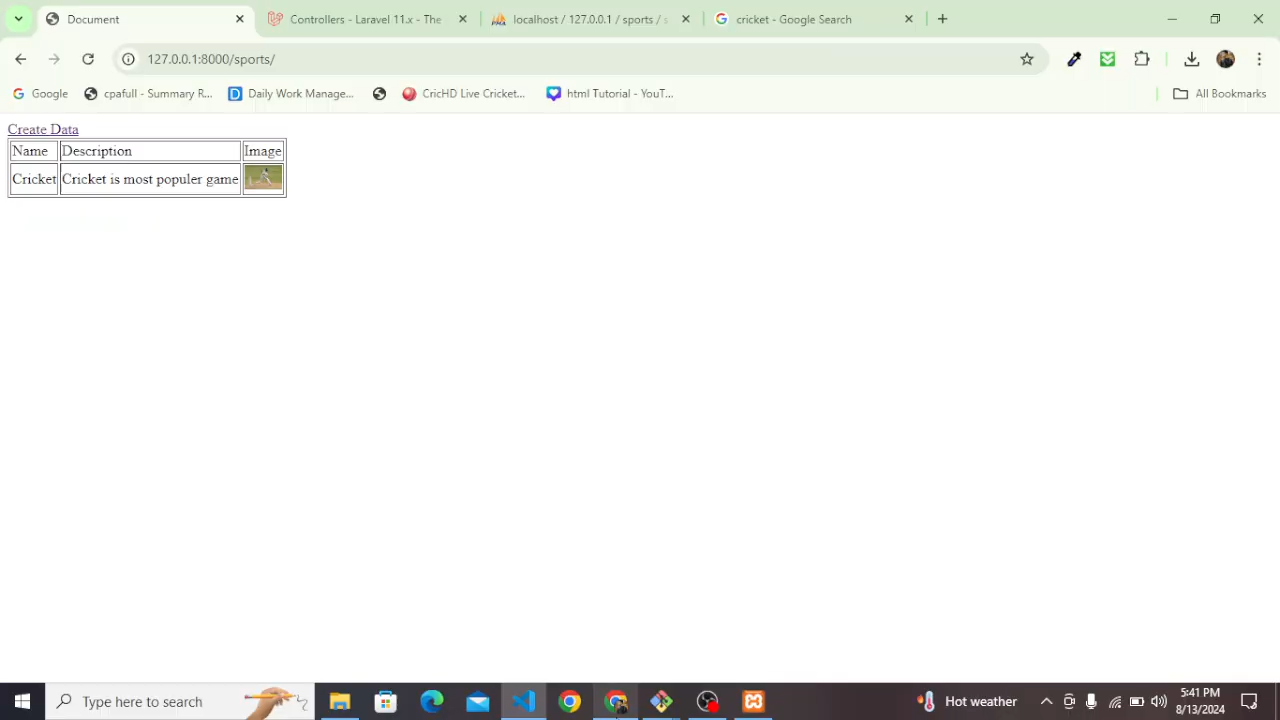 Document
Controllers - Laravel 11.x - The
localhost / 127.0.0.1 / sports / s
cricket - Google Search
127.0.0.1:8000/sports/
Google
cpafull - Summary R...
Daily Work Manage...
CricHD Live Cricket...
html Tutorial - YouT...
All Bookmarks
Create Data
Name Description Image
Cricket Cricket is most populer game
Type here to search
Hot weather
5:41 PM
8/13/2024